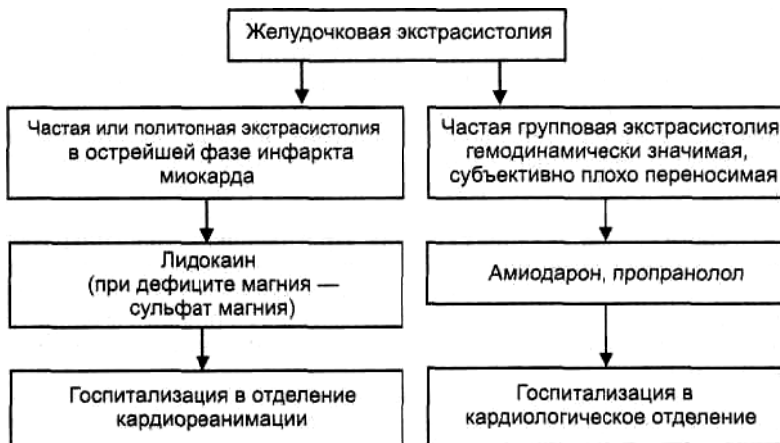 Желудочковая экстрасистолия
Частая или политопная экстрасистолия
в острейшей фазе инфаркта
миокарда
Частая групповая экстрасистолия,
гемодинамически значимая,
субъективно плохо переносимая
Лидокаин
(при дефиците магния —
сульфат магния)
Амиодарон, пропранолол
Госпитализация в отделение
кардиореанимации
Госпитализация в
кардиологическое отделение